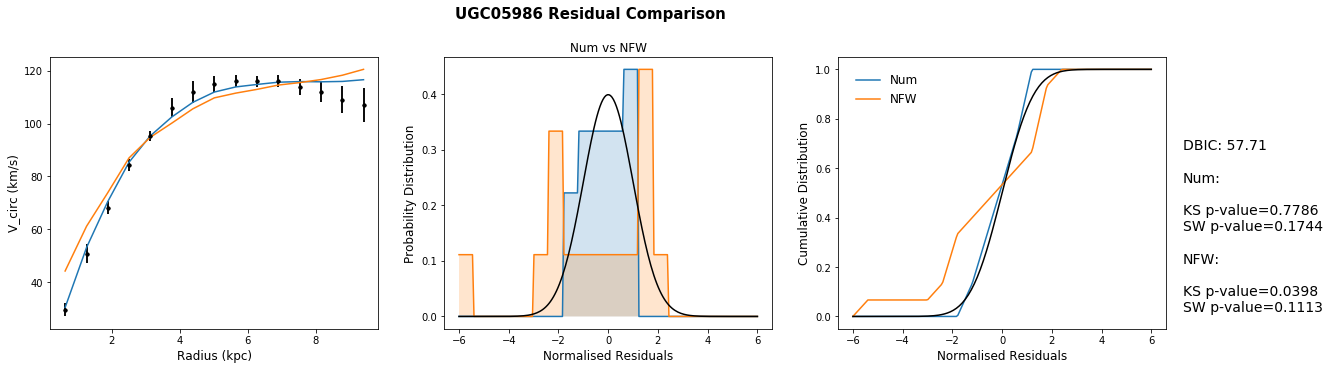 UGC05986 Residual Comparison
120
100
80
60
40
V_circ (km/s)
2
4
6
8
Radius (kpc)
Num vs NFW
0.4
0.3
0.2
0.1
0.0
Probability Distribution
−6
−4
−2
0
2
4
6
Normalised Residuals
Num
NFW
1.0
0.8
0.6
0.4
0.2
0.0
Cumulative Distribution
−6
−4
−2
0
2
4
6
Normalised Residuals
DBIC: 57.71
Num:
KS p-value=0.7786
SW p-value=0.1744
NFW:
KS p-value=0.0398
SW p-value=0.1113